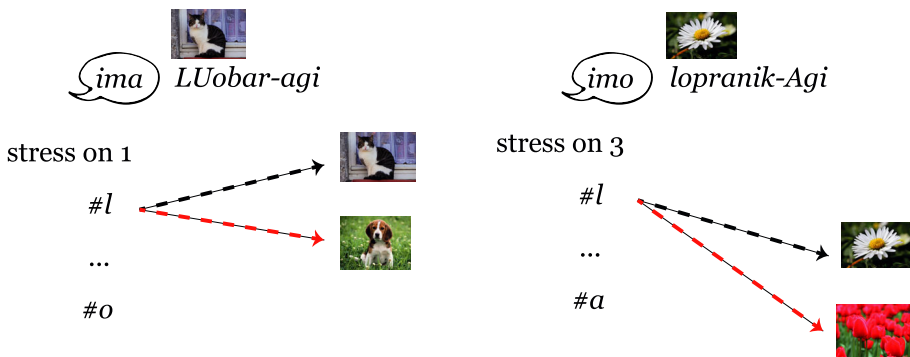 ima LUobar-agi
stress on 1
#l
...
#o
imo lopranik-Agi
stress on 3
#l
...
#a